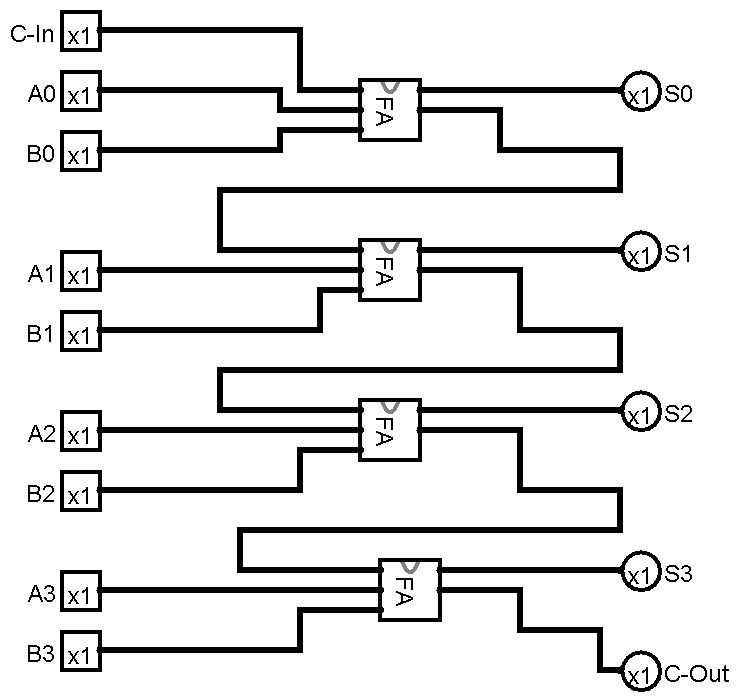 C-In x1
A0 x1 FA x1 S0
B0 x1
A1 x1 FA x1 S1
B1 x1
A2 x1 FA x1 S2
B2 x1
A3 x1 FA x1 S3
B3 x1 x1 C-Out